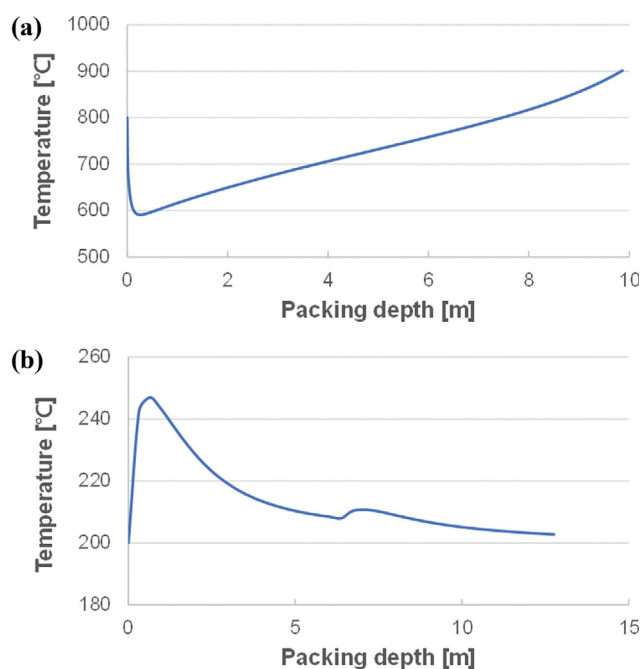 (a)
1000
900
800
700
600
500
Temperature [℃]
0 2 4 6 8 10
Packing depth [m]
(b)
260
240
220
200
180
Temperature [℃]
0 5 10 15
Packing depth [m]